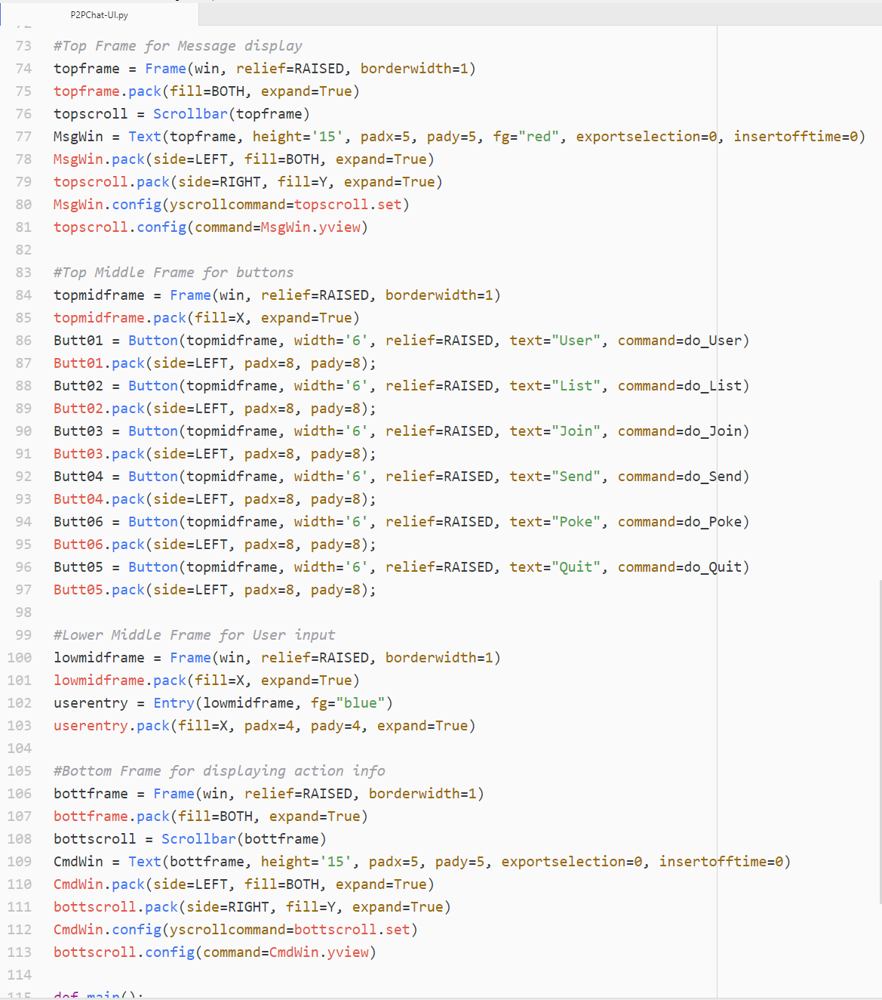 P2PChat-UI.py
73 #Top Frame for Message display
74 topframe = Frame(win, relief=RAISED, borderwidth=1)
75 topframe.pack(fill=BOTH, expand=True)
76 topscroll = Scrollbar(topframe)
77 MsgWin = Text(topframe, height='15', padx=5, pady=5, fg="red", exportselection=0, insertofftime=0)
78 MsgWin.pack(side=LEFT, fill=BOTH, expand=True)
79 topscroll.pack(side=RIGHT, fill=Y, expand=True)
80 MsgWin.config(yscrollcommand=topscroll.set)
81 topscroll.config(command=MsgWin.yview)
82
83 #Top Middle Frame for buttons
84 topmidframe = Frame(win, relief=RAISED, borderwidth=1)
85 topmidframe.pack(fill=X, expand=True)
86 Butt01 = Button(topmidframe, width='6', relief=RAISED, text="User", command=do_User)
87 Butt01.pack(side=LEFT, padx=8, pady=8);
88 Butt02 = Button(topmidframe, width='6', relief=RAISED, text="List", command=do_List)
89 Butt02.pack(side=LEFT, padx=8, pady=8);
90 Butt03 = Button(topmidframe, width='6', relief=RAISED, text="Join", command=do_Join)
91 Butt03.pack(side=LEFT, padx=8, pady=8);
92 Butt04 = Button(topmidframe, width='6', relief=RAISED, text="Send", command=do_Send)
93 Butt04.pack(side=LEFT, padx=8, pady=8);
94 Butt06 = Button(topmidframe, width='6', relief=RAISED, text="Poke", command=do_Poke)
95 Butt06.pack(side=LEFT, padx=8, pady=8);
96 Butt05 = Button(topmidframe, width='6', relief=RAISED, text="Quit", command=do_Quit)
97 Butt05.pack(side=LEFT, padx=8, pady=8);
98
99 #Lower Middle Frame for User input
100 lowmidframe = Frame(win, relief=RAISED, borderwidth=1)
101 lowmidframe.pack(fill=X, expand=True)
102 userentry = Entry(lowmidframe, fg="blue")
103 userentry.pack(fill=X, padx=4, pady=4, expand=True)
104
105 #Bottom Frame for displaying action info
106 bottframe = Frame(win, relief=RAISED, borderwidth=1)
107 bottframe.pack(fill=BOTH, expand=True)
108 bottscroll = Scrollbar(bottframe)
109 CmdWin = Text(bottframe, height='15', padx=5, pady=5, exportselection=0, insertofftime=0)
110 CmdWin.pack(side=LEFT, fill=BOTH, expand=True)
111 bottscroll.pack(side=RIGHT, fill=Y, expand=True)
112 CmdWin.config(yscrollcommand=bottscroll.set)
113 bottscroll.config(command=CmdWin.yview)
114
115 def main():